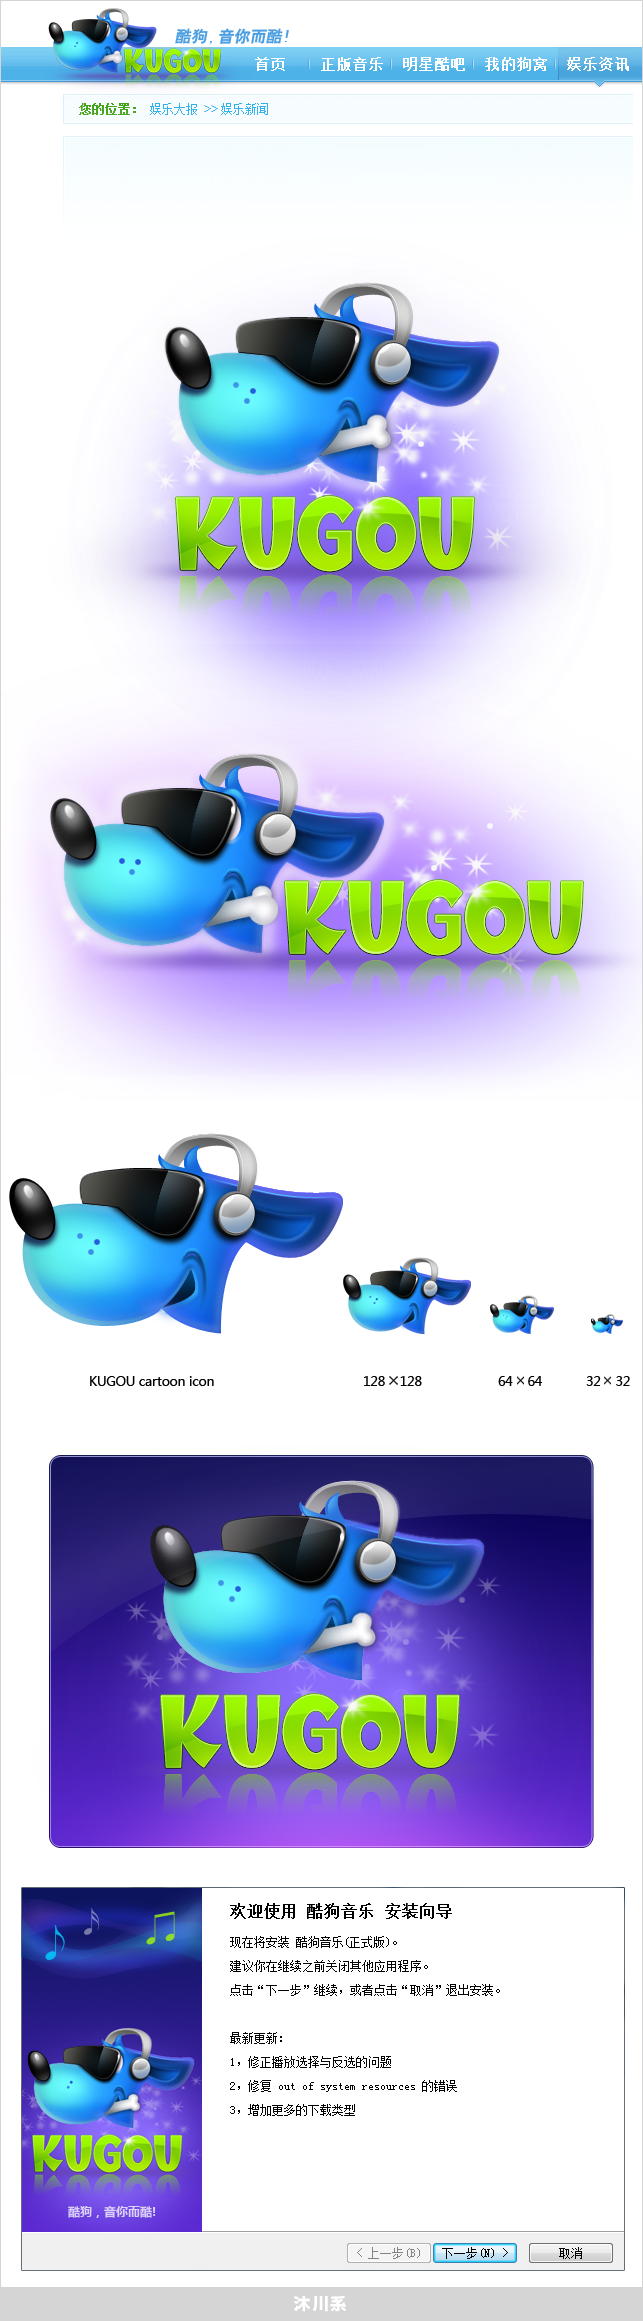 酷狗，音你而酷！
KUGOU
首页 正版音乐 明星酷吧 我的狗窝 娱乐资讯
您的位置： 娱乐大报 >> 娱乐新闻
KUGOU
KUGOU
KUGOU cartoon icon
128×128
64×64
32×32
KUGOU
欢迎使用 酷狗音乐 安装向导
现在将安装 酷狗音乐(正式版)。
建议你在继续之前关闭其他应用程序。
点击“下一步”继续，或者点击“取消”退出安装。
最新更新：
1，修正播放选择与反选的问题
2，修复 out of system resources 的错误
3，增加更多的下载类型
KUGOU
酷狗，音你而酷!
< 上一步(B)
下一步(N) >
取消
沐川系